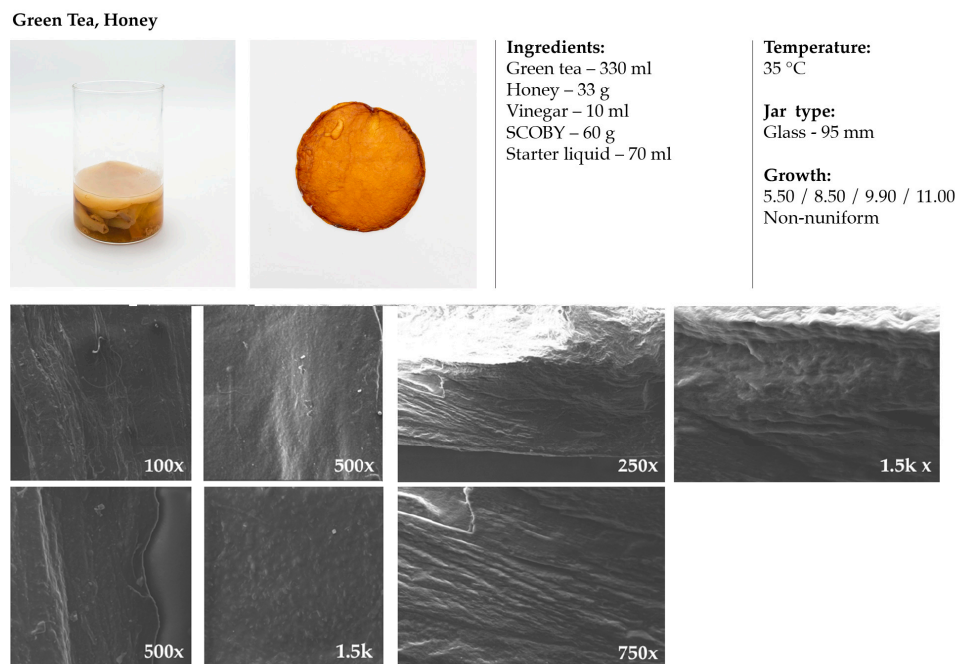 Green Tea, Honey
Ingredients:
Green tea – 330 ml
Honey – 33 g
Vinegar – 10 ml
SCOBY – 60 g
Starter liquid – 70 ml
Temperature:
35 °C
Jar type:
Glass - 95 mm
Growth:
5.50 / 8.50 / 9.90 / 11.00
Non-nuniform
100x
500x
250x
1.5k x
500x
1.5k
750x